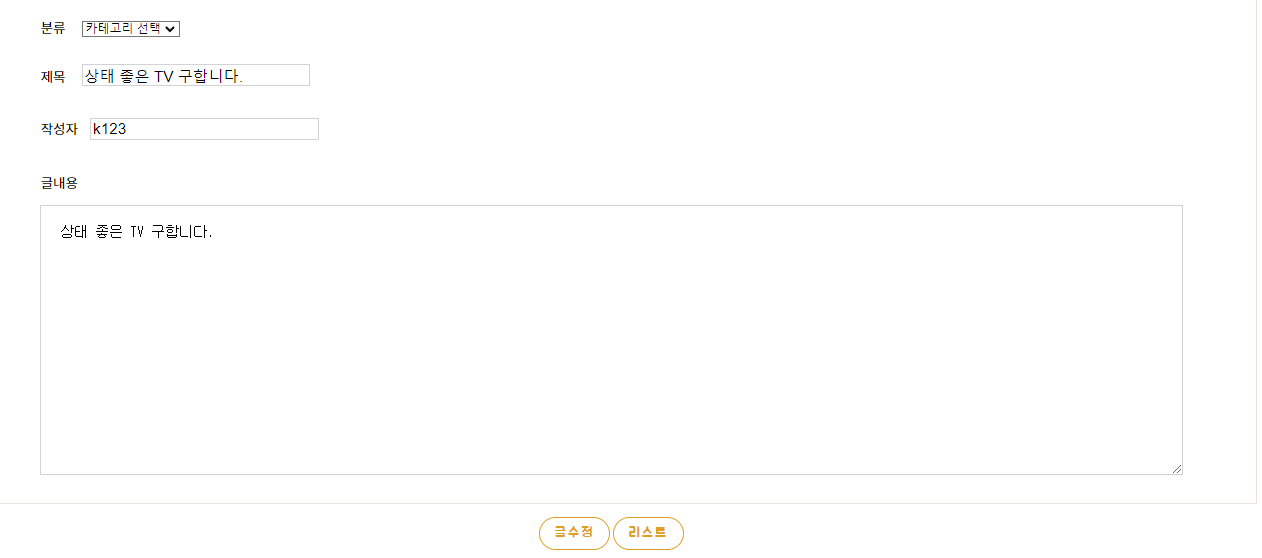 분류 카테고리 선택
제목 상태 좋은 TV 구합니다.
작성자 k123
글내용
상태 좋은 TV 구합니다.
글수정 리스트